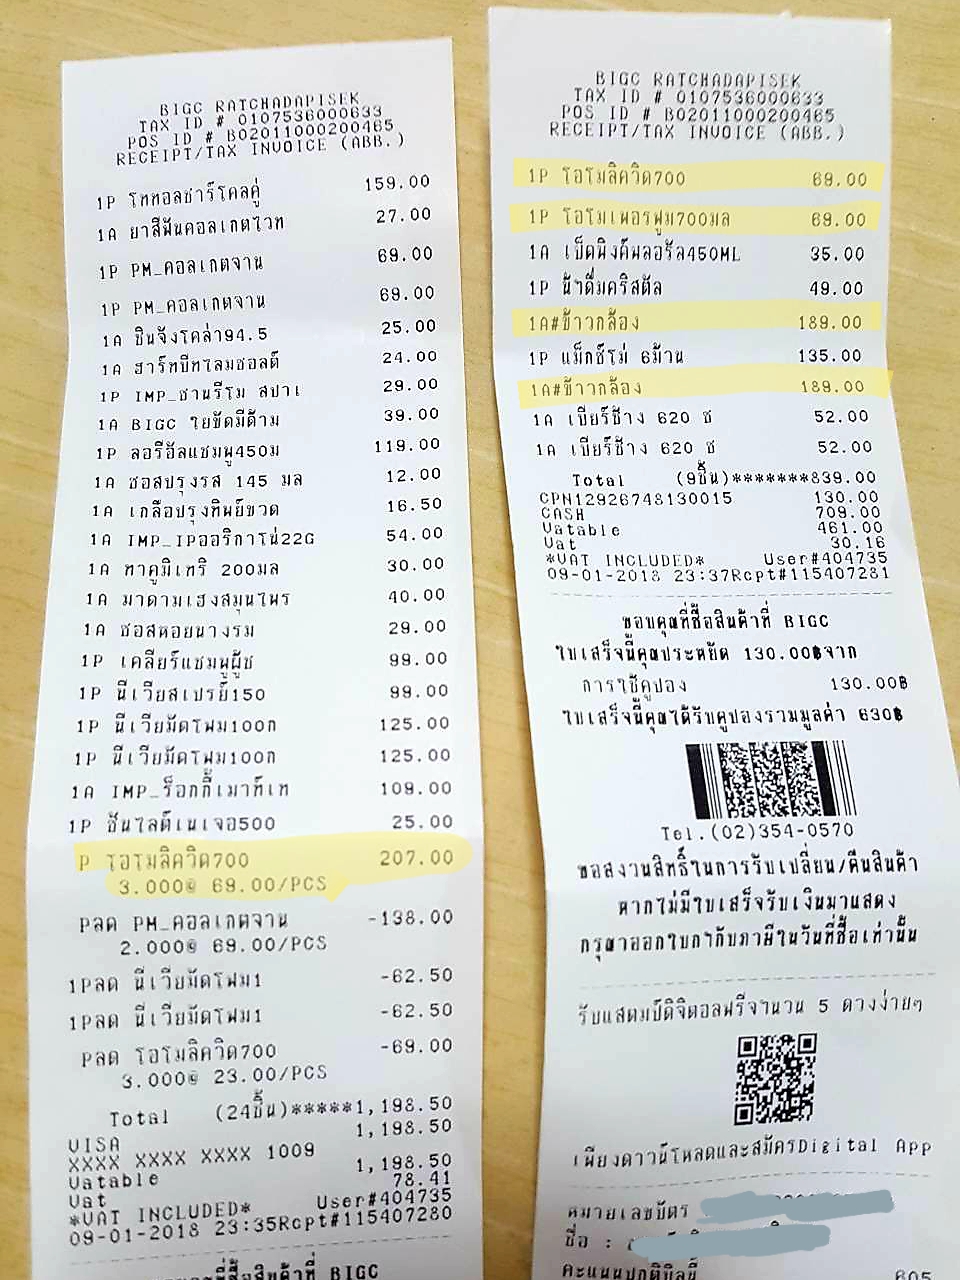 BIGC RATCHADAPISEK
TAX ID # 0107536000633
POS ID # B02011000200465
RECEIPT/TAX INVOICE (ABB.)
1P โททอลชาร์โคลคู่ 159.00
1A ยาสีฟันคอลเกตไวท 27.00
1P PM_คอลเกตจาน 69.00
1P PM_คอลเกตจาน 69.00
1A ชินจังโคล่า94.5 25.00
1A ฮาร์ทบีทไลมซอลต์ 24.00
1P IMP_ซานรีโม สปาเ 29.00
1A BIGC ใยขัดมีด้าม 39.00
1P ลอรีอัลแชมพู450ม 119.00
1A ซอสปรุงรส 145 มล 12.00
1A เกลือปรุงทิพย์ขวด 16.50
1A IMP_IPออริกาโน่22G 54.00
1A ทาคูมิเทริ 200มล 30.00
1A มาดามเฮงสมุนไพร 40.00
1A ซอสหอยนางรม 29.00
1P เคลียร์แชมพูผู้ช 99.00
1P นีเวียสเปรย์150 99.00
1P นีเวียมัดโฟม100ก 125.00
1P นีเวียมัดโฟม100ก 125.00
1A IMP_ร็อกกี้เมาท์เท 109.00
1P ซันไลต์เนเจอ500 25.00
P โอโมลิควิด700 207.00
3.000@ 69.00/PCS
Pลด PM_คอลเกตจาน -138.00
2.000@ 69.00/PCS
1Pลด นีเวียมัดโฟม1 -62.50
1Pลด นีเวียมัดโฟม1 -62.50
Pลด โอโมลิควิด700 -69.00
3.000@ 23.00/PCS
Total (24ชิ้น)*****1,198.50
VISA 1,198.50
XXXX XXXX XXXX 1009
Vatable 1,198.50
Vat 78.41
*VAT INCLUDED* User#404735
09-01-2018 23:35Rcpt#115407280
ขอบคุณที่ซื้อสินค้าที่ BIGC
BIGC RATCHADAPISEK
TAX ID # 0107536000633
POS ID # B02011000200465
RECEIPT/TAX INVOICE (ABB.)
1P โอโมลิควิด700 69.00
1P โอโมเพอรฟูม700มล 69.00
1A เป็ดพิงค์ฟลอรัล450ML 35.00
1P น้ำดื่มคริสตัล 49.00
1A#ข้าวกล้อง 189.00
1P แม็กซ์โม่ 6ม้วน 135.00
1A#ข้าวกล้อง 189.00
1A เบียร์ช้าง 620 ซ 52.00
1A เบียร์ช้าง 620 ซ 52.00
Total (9ชิ้น)*******839.00
CPN12926748130015 130.00
CASH 709.00
Vatable 461.00
Vat 30.16
*VAT INCLUDED* User#404735
09-01-2018 23:37Rcpt#115407281
ขอบคุณที่ซื้อสินค้าที่ BIGC
ใบเสร็จนี้คุณประหยัด 130.00฿จาก
การใช้คูปอง 130.00฿
ใบเสร็จนี้คุณได้รับคูปองรวมมูลค่า 630฿
Tel.(02)354-0570
ขอสงวนสิทธิ์ในการรับเปลี่ยน/คืนสินค้า
หากไม่มีใบเสร็จรับเงินมาแสดง
กรุณาออกใบกำกับภาษีในวันที่ซื้อเท่านั้น
รับแสตมป์ดิจิตอลฟรีจำนวน 5 ดวงง่ายๆ
เพียงดาวน์โหลดและสมัครDigital App
หมายเลขบัตร
ชื่อ :
คะแนนปกติบิลนี้ 805